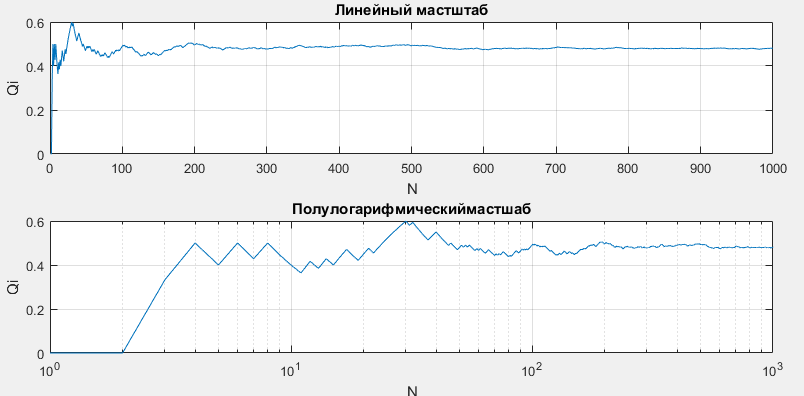 Линейный мастштаб
0.6
0.4
0.2
0
Qi
0 100 200 300 400 500 600 700 800 900 1000
N
Полулогарифмическиймастшаб
0.6
0.4
0.2
0
Qi
10^0 10^1 10^2 10^3
N